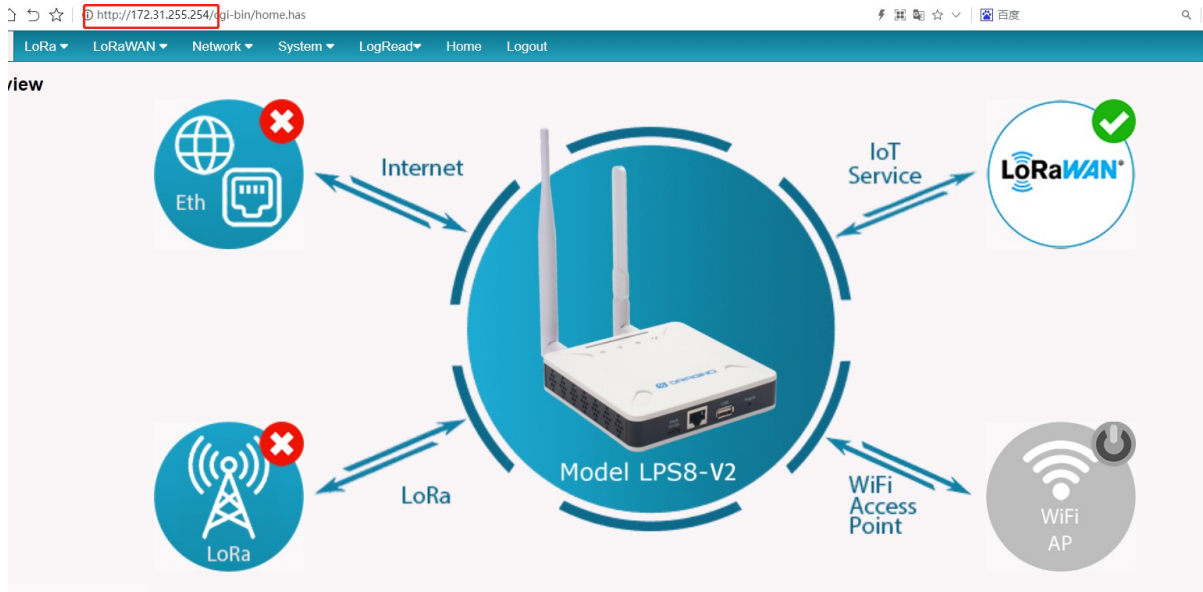 http://172.31.255.254/cgi-bin/home.has
百度
LoRa LoRaWAN Network System LogRead Home Logout
view
Eth
Internet
IoT
Service
LoRaWAN®
DRAGINO
Model LPS8-V2
LoRa
LoRa
WiFi
Access
Point
WiFi
AP